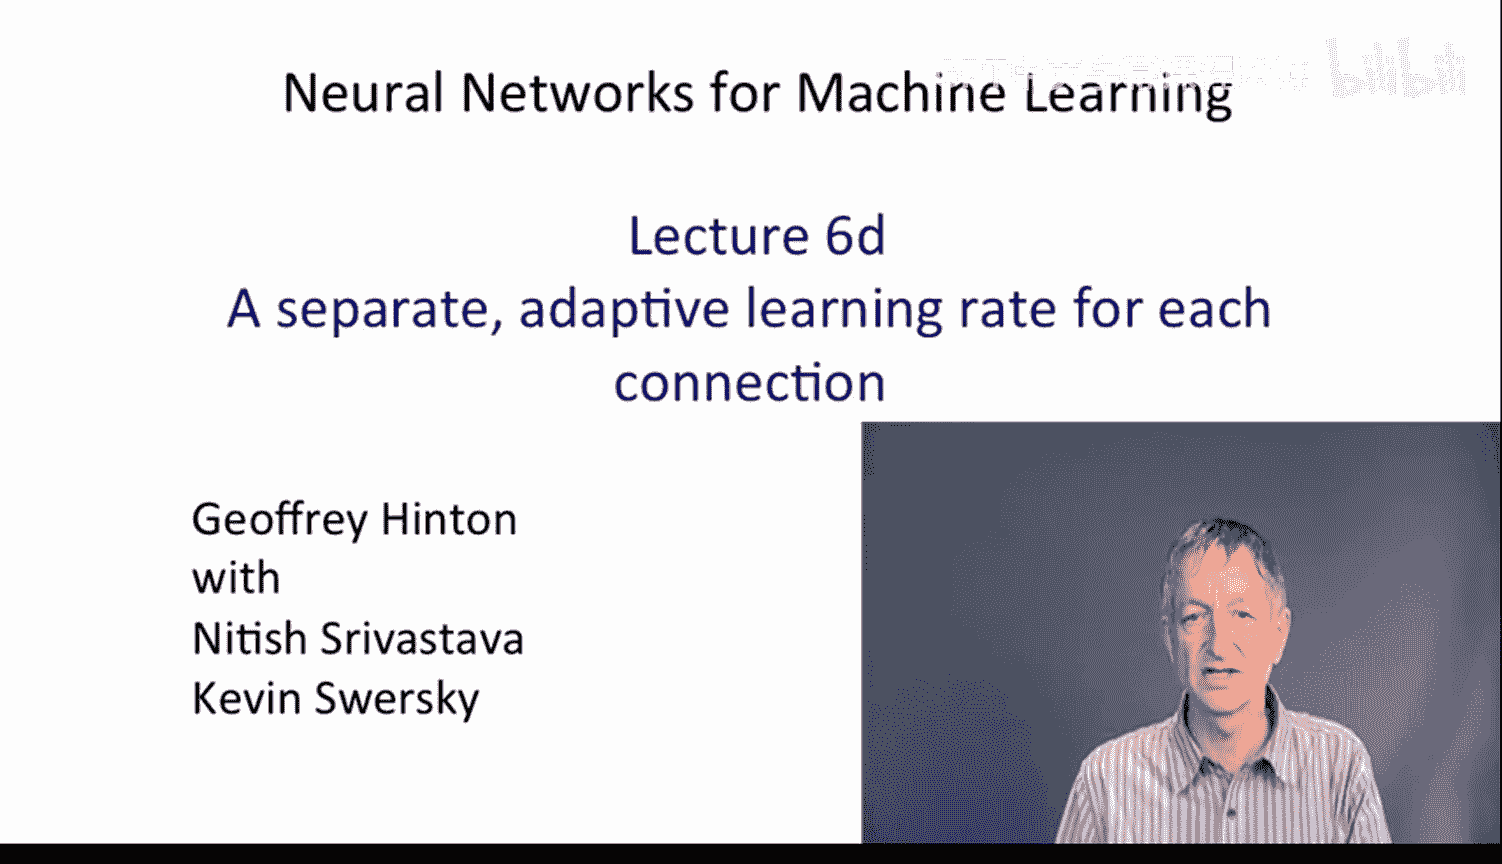 Neural Networks for Machine Learning
bilibili
Lecture 6d
A separate, adaptive learning rate for each
connection
Geoffrey Hinton
with
Nitish Srivastava
Kevin Swersky